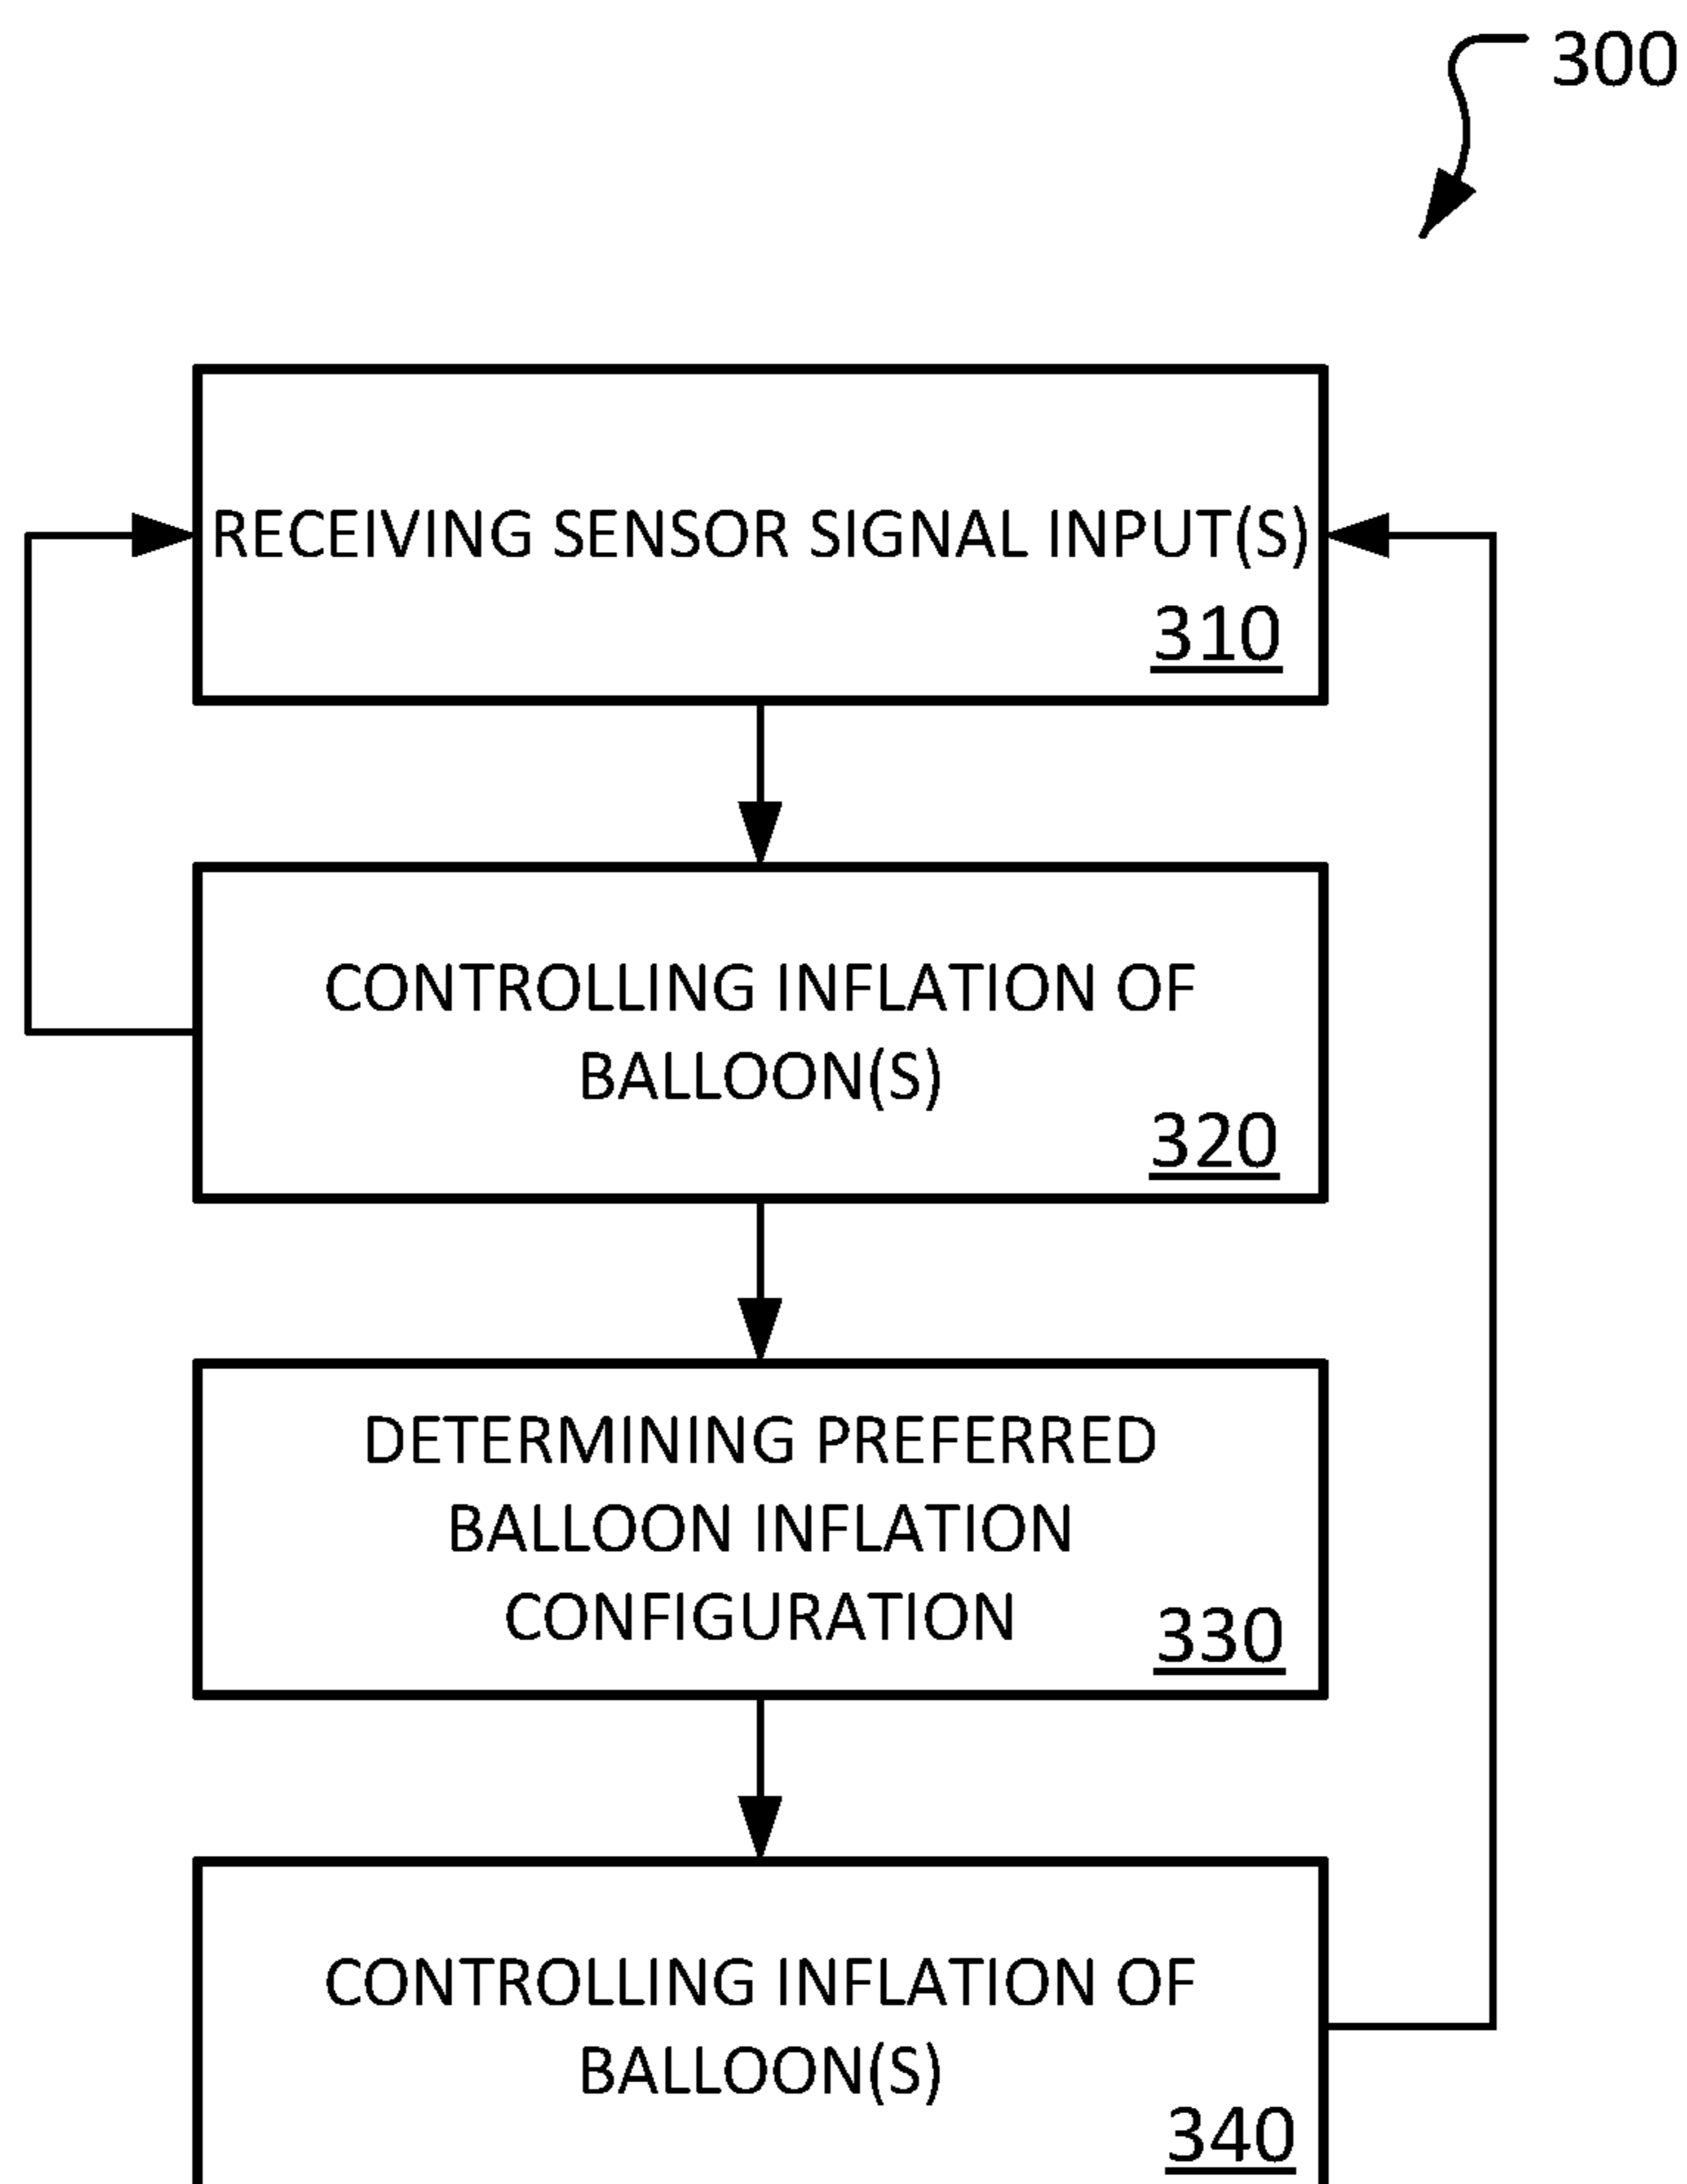 300
RECEIVING SENSOR SIGNAL INPUT(S)
310
CONTROLLING INFLATION OF
BALLOON(S)
320
DETERMINING PREFERRED
BALLOON INFLATION
CONFIGURATION
330
CONTROLLING INFLATION OF
BALLOON(S)
340